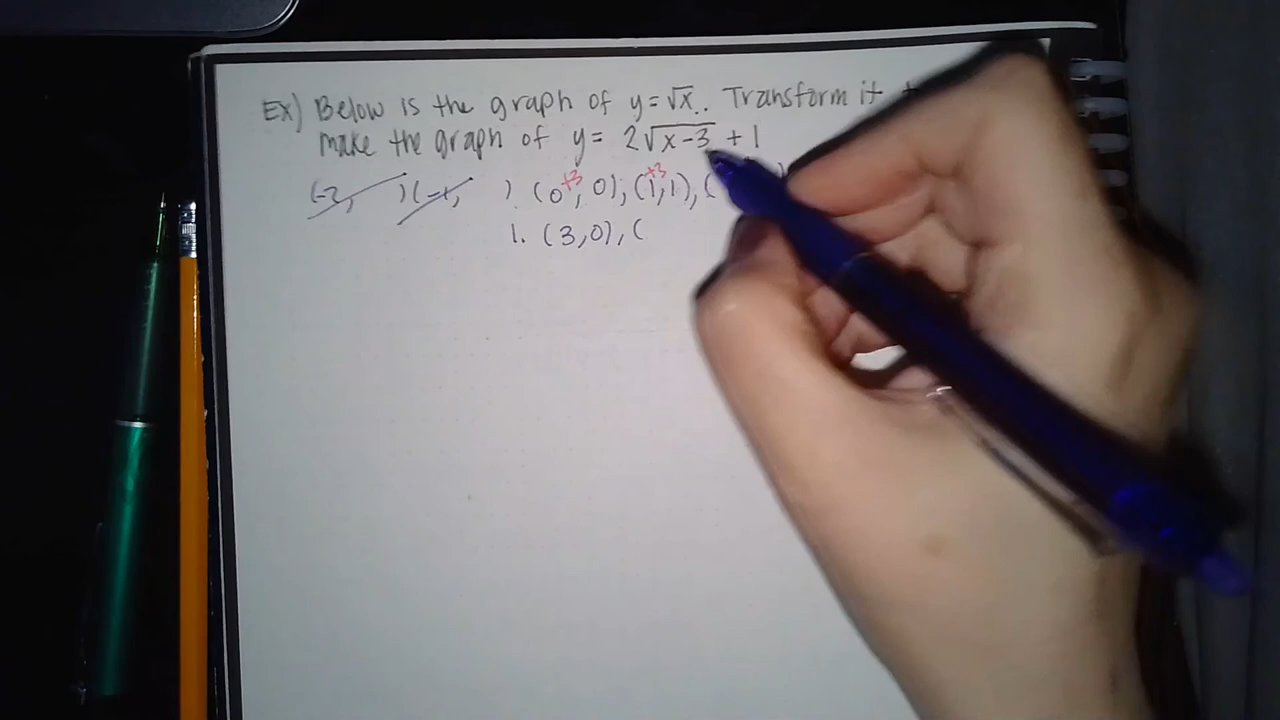 Ex) Below is the graph of y = √x. Transform it
make the graph of y = 2√x-3 + 1
(-2, ) (-1, ) (0+3, 0), (1+3, 1), (
1. (3,0), (